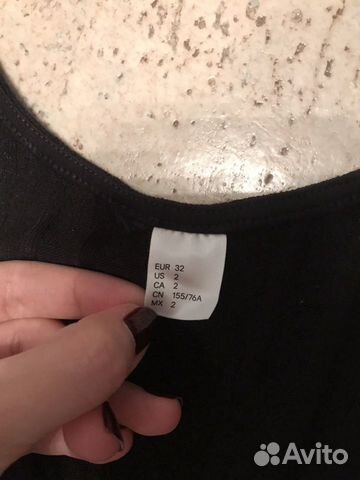 EUR 32
US 2
CA 2
CN 155/76A
MX 2
Avito